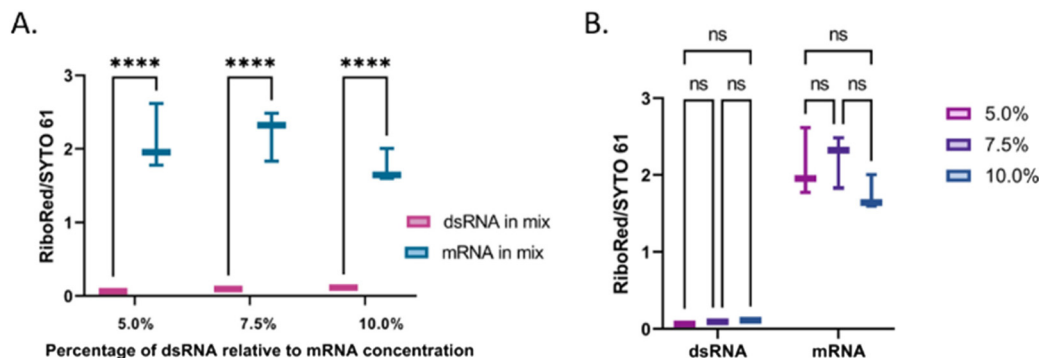 A.
**** **** ****
3
2
1
0
RiboRed/SYTO 61
dsRNA in mix
mRNA in mix
5.0% 7.5% 10.0%
Percentage of dsRNA relative to mRNA concentration
B.
ns ns
ns ns ns ns
3
2
1
0
RiboRed/SYTO 61
dsRNA mRNA
5.0%
7.5%
10.0%